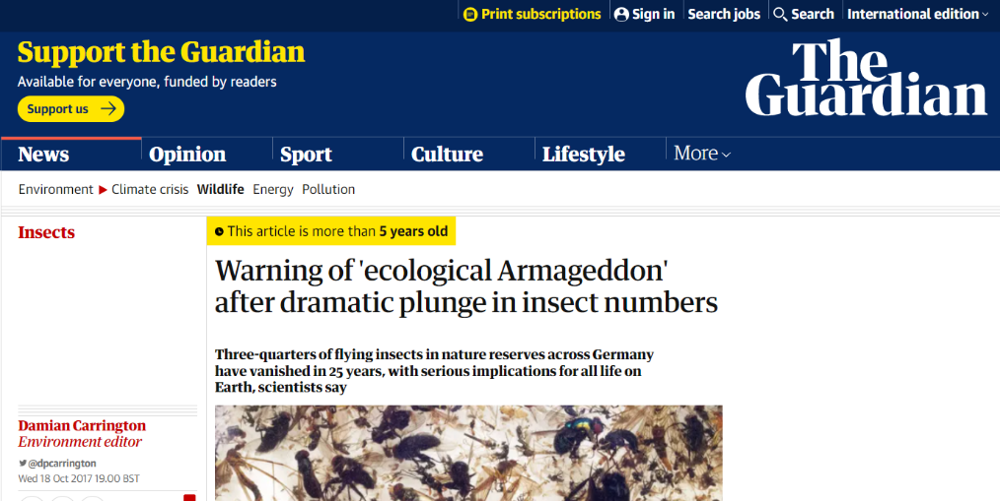 Print subscriptions
Sign in
Search jobs
Search
International edition
Support the Guardian
Available for everyone, funded by readers
Support us
The
Guardian
News
Opinion
Sport
Culture
Lifestyle
More
Environment
Climate crisis
Wildlife
Energy
Pollution
Insects
This article is more than 5 years old
Warning of 'ecological Armageddon'
after dramatic plunge in insect numbers
Three-quarters of flying insects in nature reserves across Germany
have vanished in 25 years, with serious implications for all life on
Earth, scientists say
Damian Carrington
Environment editor
@dpcarrington
Wed 18 Oct 2017 19.00 BST